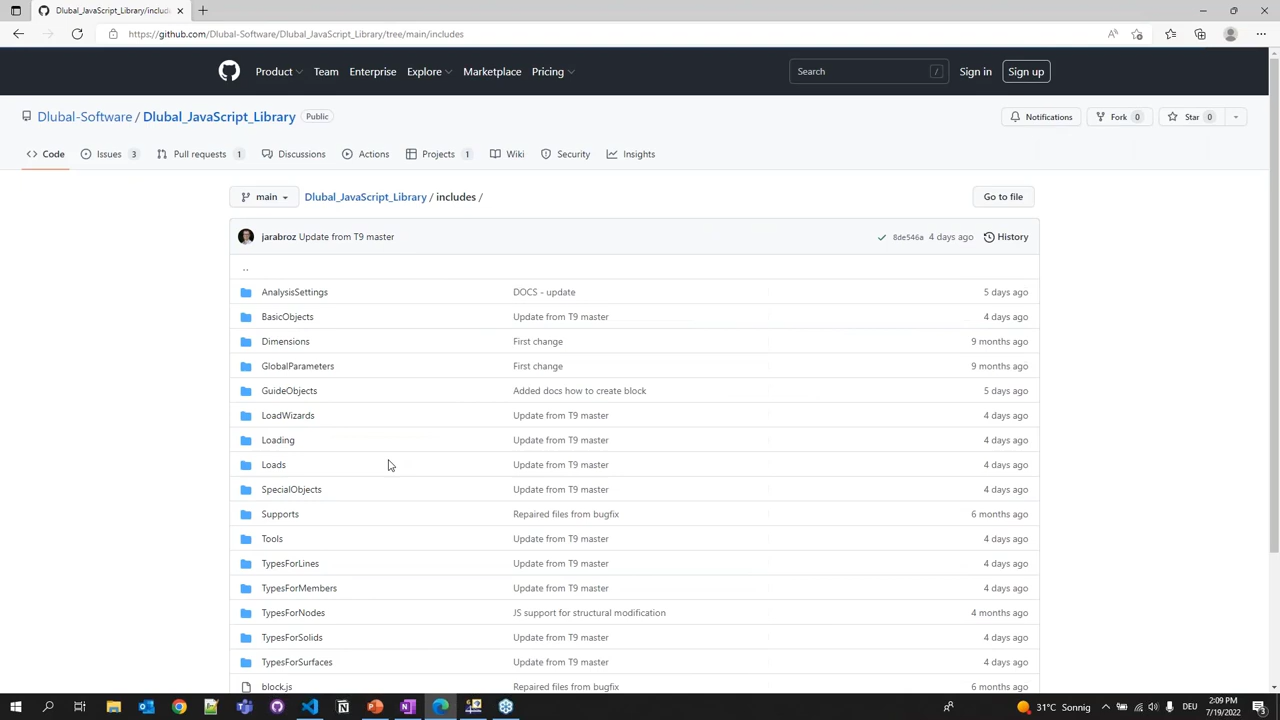 Dlubal_JavaScript_Library/includ
https://github.com/Dlubal-Software/Dlubal_JavaScript_Library/tree/main/includes
Product Team Enterprise Explore Marketplace Pricing
Search / Sign in Sign up
Dlubal-Software / Dlubal_JavaScript_Library Public
Notifications Fork 0 Star 0
Code Issues 3 Pull requests 1 Discussions Actions Projects 1 Wiki Security Insights
main Dlubal_JavaScript_Library / includes / Go to file
jarabroz Update from T9 master 8de546a 4 days ago History
..
AnalysisSettings DOCS - update 5 days ago
BasicObjects Update from T9 master 4 days ago
Dimensions First change 9 months ago
GlobalParameters First change 9 months ago
GuideObjects Added docs how to create block 5 days ago
LoadWizards Update from T9 master 4 days ago
Loading Update from T9 master 4 days ago
Loads Update from T9 master 4 days ago
SpecialObjects Update from T9 master 4 days ago
Supports Repaired files from bugfix 6 months ago
Tools Update from T9 master 4 days ago
TypesForLines Update from T9 master 4 days ago
TypesForMembers Update from T9 master 4 days ago
TypesForNodes JS support for structural modification 4 months ago
TypesForSolids Update from T9 master 4 days ago
TypesForSurfaces Update from T9 master 4 days ago
block.js Repaired files from bugfix 6 months ago
31°C Sonnig DEU 2:09 PM
7/19/2022
3